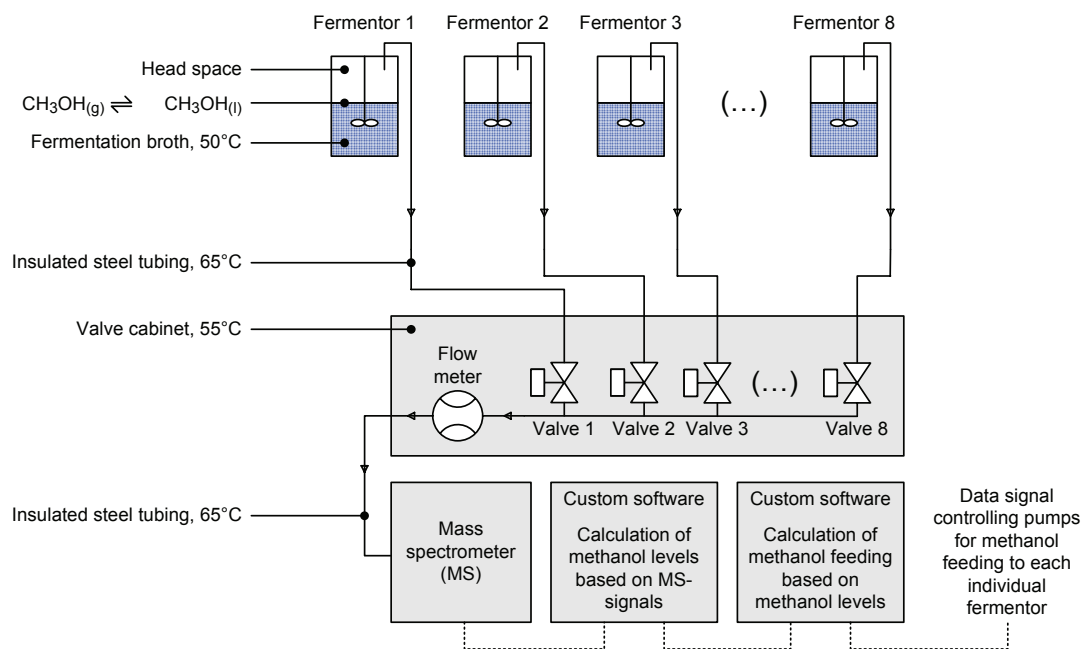 Fermentor 1
Fermentor 2
Fermentor 3
Fermentor 8
Head space
CH3OH(g) ⇌ CH3OH(l)
(...)
Fermentation broth, 50°C
Insulated steel tubing, 65°C
Valve cabinet, 55°C
Flow
meter
(...)
Valve 1
Valve 2
Valve 3
Valve 8
Insulated steel tubing, 65°C
Mass
spectrometer
(MS)
Custom software
Calculation of
methanol levels
based on MS-
signals
Custom software
Calculation of
methanol feeding
based on
methanol levels
Data signal
controlling pumps
for methanol
feeding to each
individual
fermentor